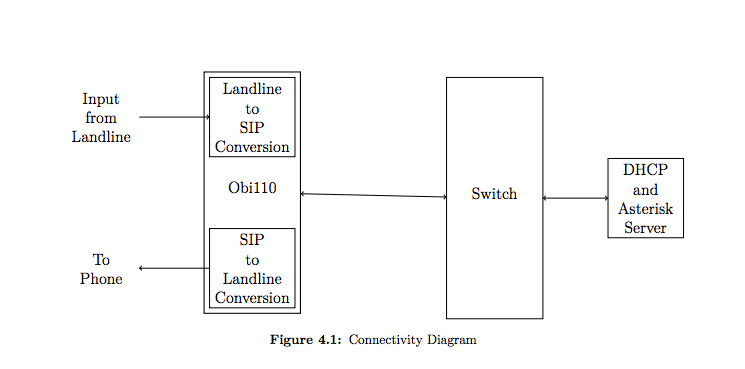 Input
from
Landline
Landline
to
SIP
Conversion
Obi110
SIP
to
Landline
Conversion
To
Phone
Switch
DHCP
and
Asterisk
Server
Figure 4.1: Connectivity Diagram